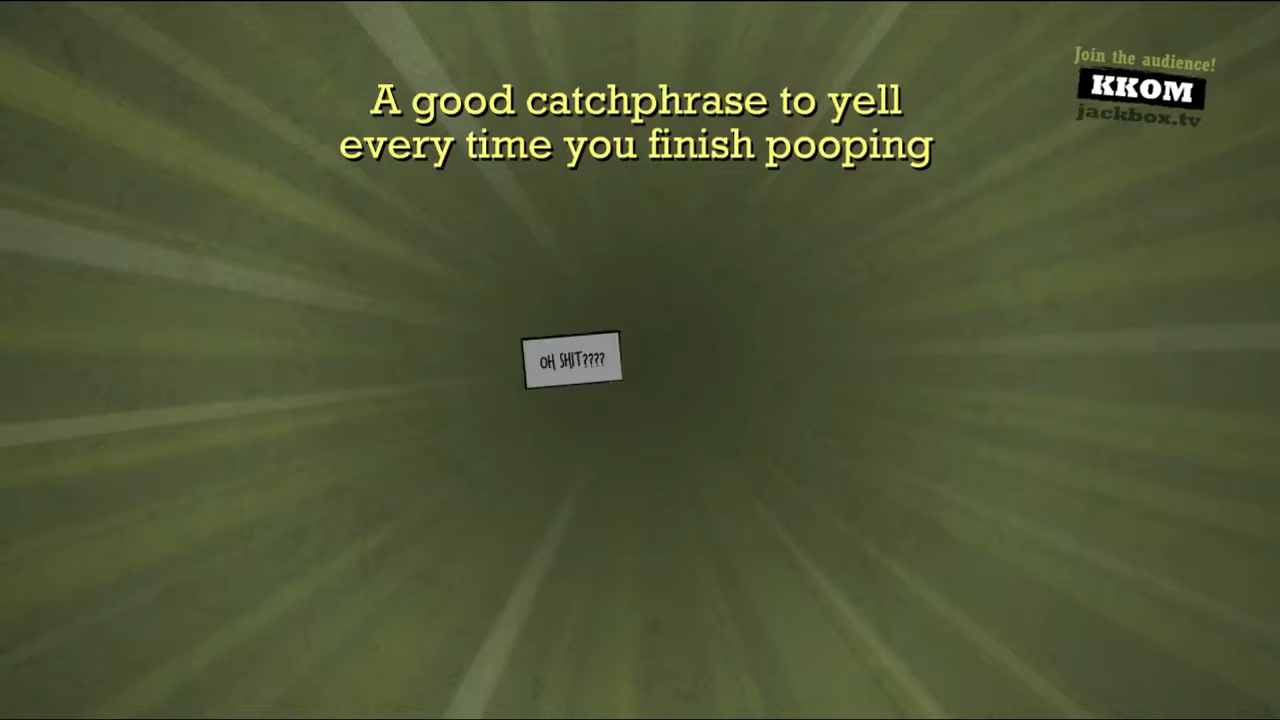 Join the audience!
KKOM
jackbox.tv
A good catchphrase to yell
every time you finish pooping
OH SHIT????